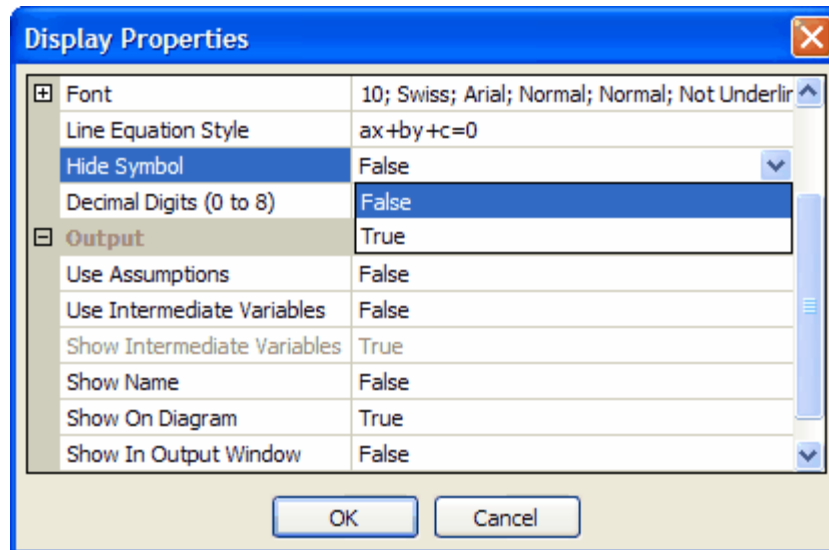 Display Properties
Font 10; Swiss; Arial; Normal; Normal; Not Underlin
Line Equation Style ax+by+c=0
Hide Symbol False
Decimal Digits (0 to 8) False
Output True
Use Assumptions False
Use Intermediate Variables False
Show Intermediate Variables True
Show Name False
Show On Diagram True
Show In Output Window False
OK Cancel